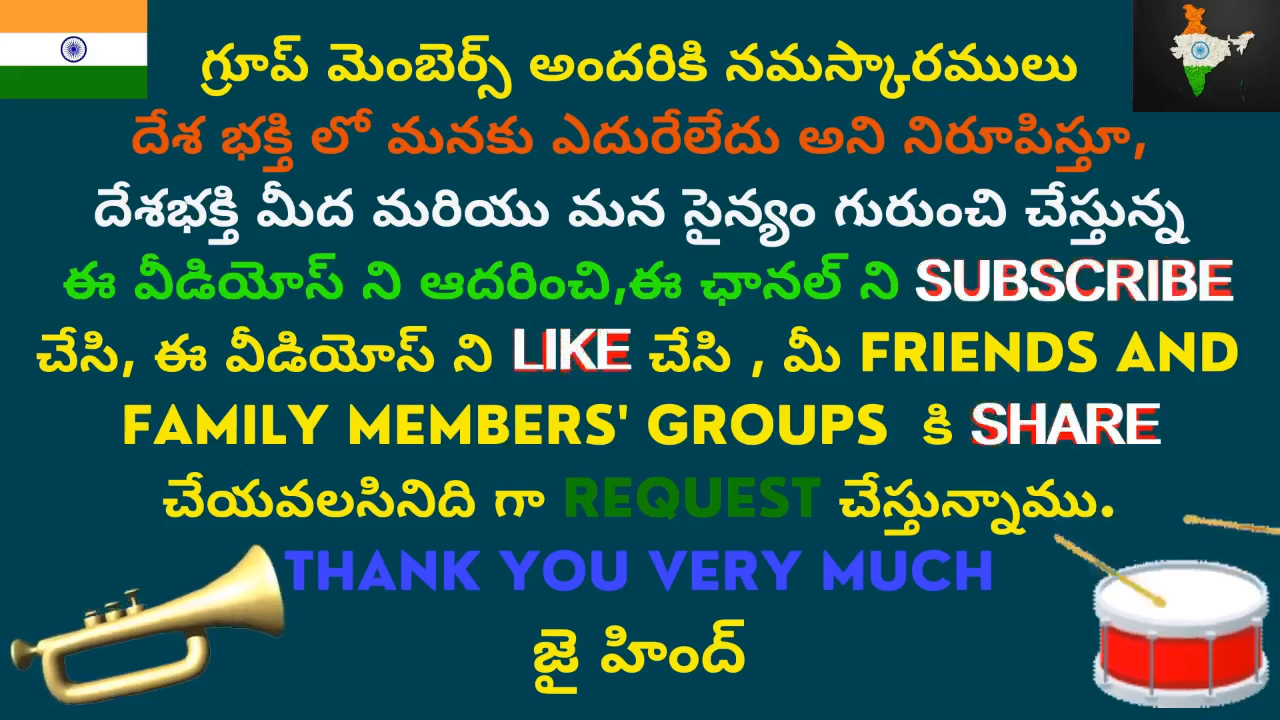 గ్రూప్ మెంబెర్స్ అందరికి నమస్కారములు
దేశ భక్తి లో మనకు ఎదురేలేదు అని నిరూపిస్తూ,
దేశభక్తి మీద మరియు మన సైన్యం గురుంచి చేస్తున్న
ఈ వీడియోస్ ని ఆదరించి,ఈ ఛానల్ ని SUBSCRIBE
చేసి, ఈ వీడియోస్ ని LIKE చేసి , మీ FRIENDS AND
FAMILY MEMBERS' GROUPS కి SHARE
చేయవలసినిది గా REQUEST చేస్తున్నాము.
THANK YOU VERY MUCH
జై హింద్